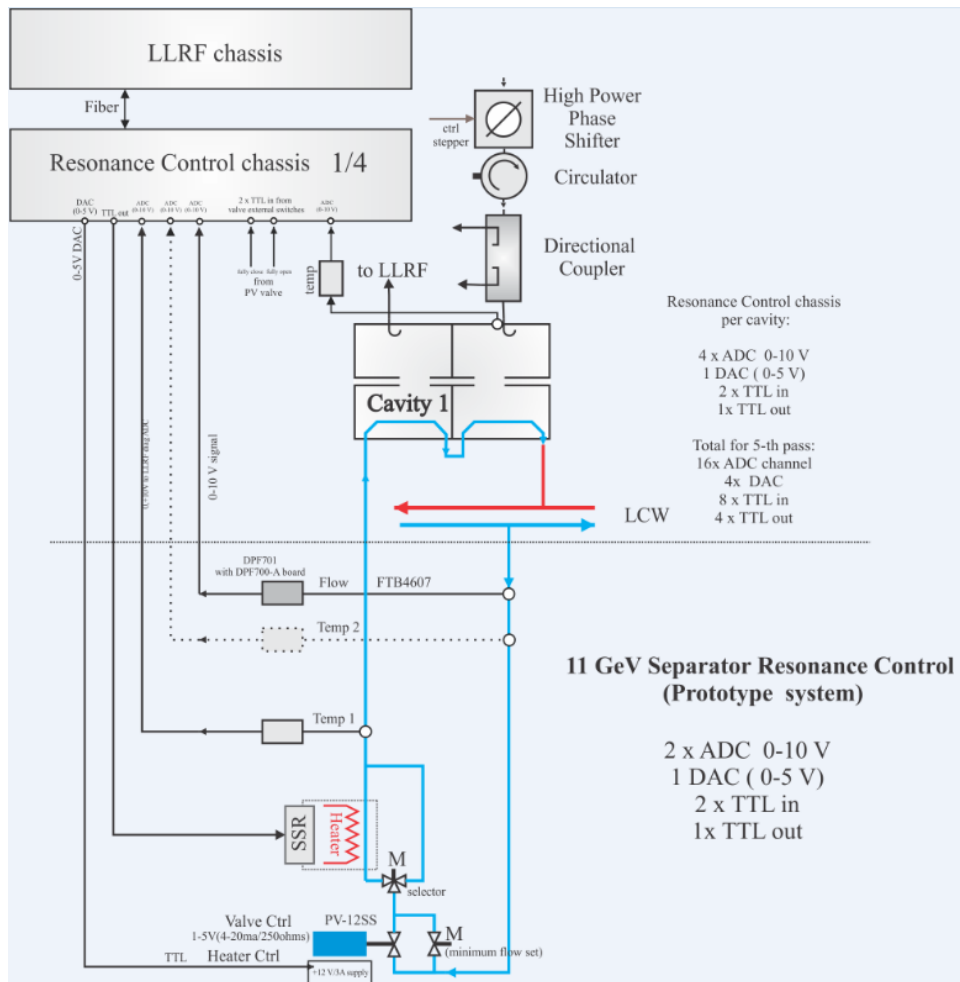 LLRF chassis
Fiber
Resonance Control chassis 1/4
DAC
(0-5 V)
TTL out
ADC
(0-10 V)
ADC
(0-10 V)
ADC
(0-10 V)
2 x TTL in from
valve external switches
ADC
(0-10 V)
0-5V DAC
fully close fully open
from
PV valve
temp
to LLRF
ctrl
stepper
High Power
Phase
Shifter
Circulator
Directional
Coupler
Resonance Control chassis
per cavity:
4 x ADC 0-10 V
1 DAC ( 0-5 V)
2 x TTL in
1x TTL out
Total for 5-th pass:
16x ADC channel
4x DAC
8 x TTL in
4 x TTL out
Cavity 1
LCW
to LLRF diag ADC
0-10 V signal
DPF701
with DPF700-A board
Flow FTB4607
Temp 2
Temp 1
11 GeV Separator Resonance Control
(Prototype system)
2 x ADC 0-10 V
1 DAC ( 0-5 V)
2 x TTL in
1x TTL out
SSR
Heater
M
selector
Valve Ctrl
1-5V(4-20ma/250ohms)
PV-12SS
M
(minimum flow set)
TTL Heater Ctrl
+12 V/3A supply